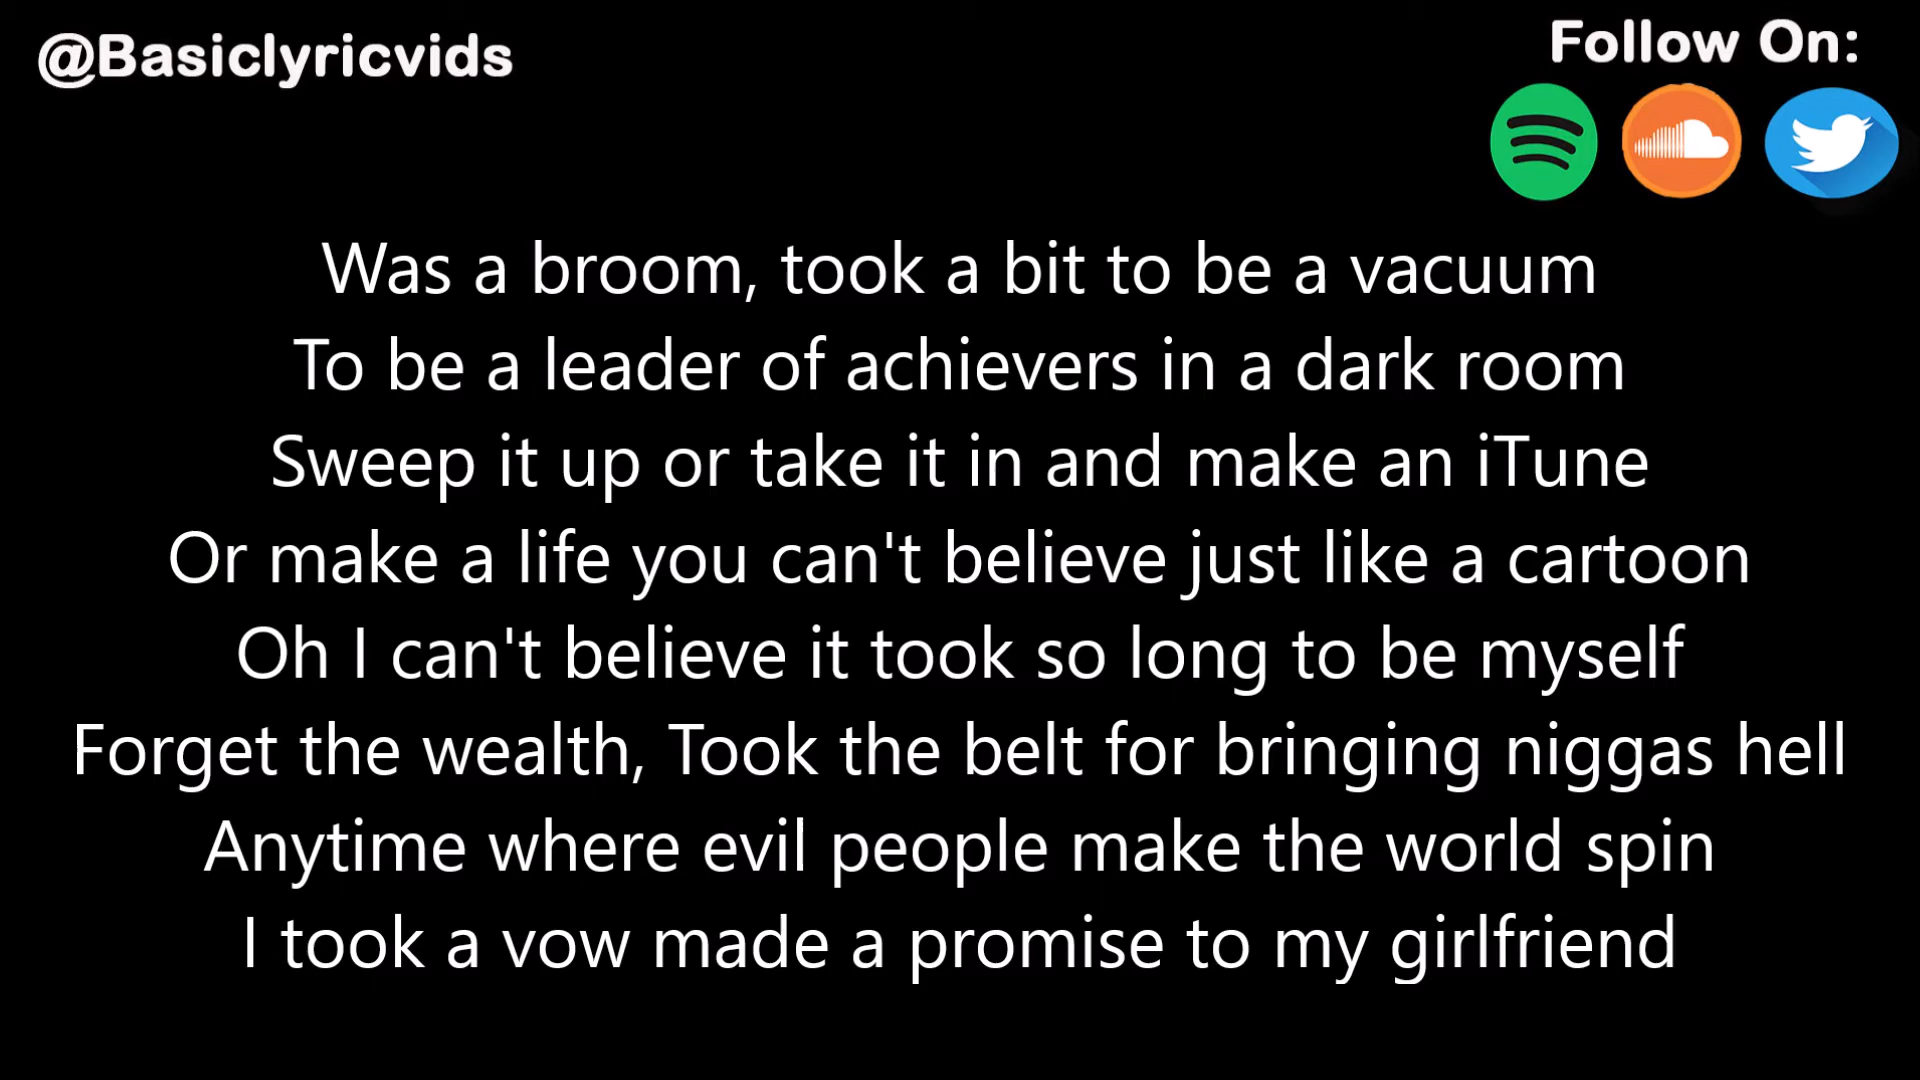 @Basiclyricvids
Follow On:
Was a broom, took a bit to be a vacuum
To be a leader of achievers in a dark room
Sweep it up or take it in and make an iTune
Or make a life you can't believe just like a cartoon
Oh I can't believe it took so long to be myself
Forget the wealth, Took the belt for bringing niggas hell
Anytime where evil people make the world spin
I took a vow made a promise to my girlfriend